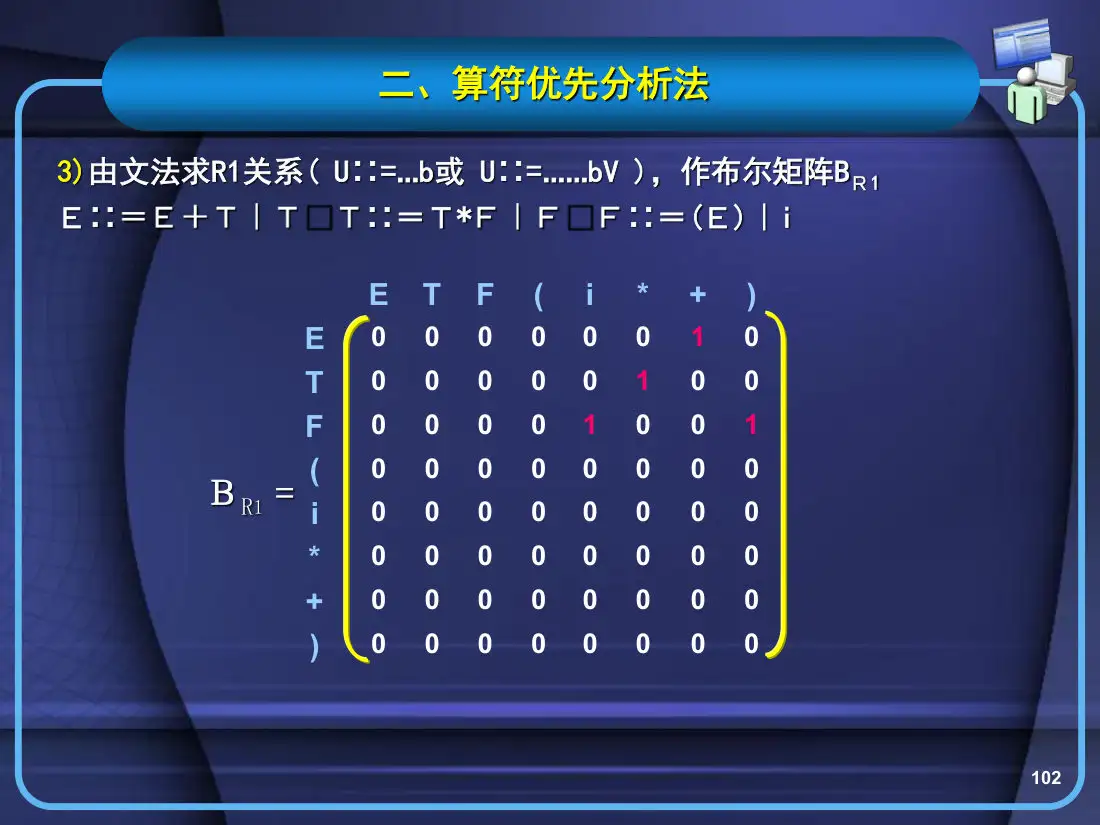 二、算符优先分析法
3)由文法求R1关系( U∷=…b或 U∷=……bV ), 作布尔矩阵BR1
E∷=E+T|T□T∷=T*F|F□F∷=(E)|i
E T F ( i * + )
E 0 0 0 0 0 0 1 0
T 0 0 0 0 0 1 0 0
F 0 0 0 0 1 0 0 1
( 0 0 0 0 0 0 0 0
BR1 =
i 0 0 0 0 0 0 0 0
* 0 0 0 0 0 0 0 0
+ 0 0 0 0 0 0 0 0
) 0 0 0 0 0 0 0 0
102